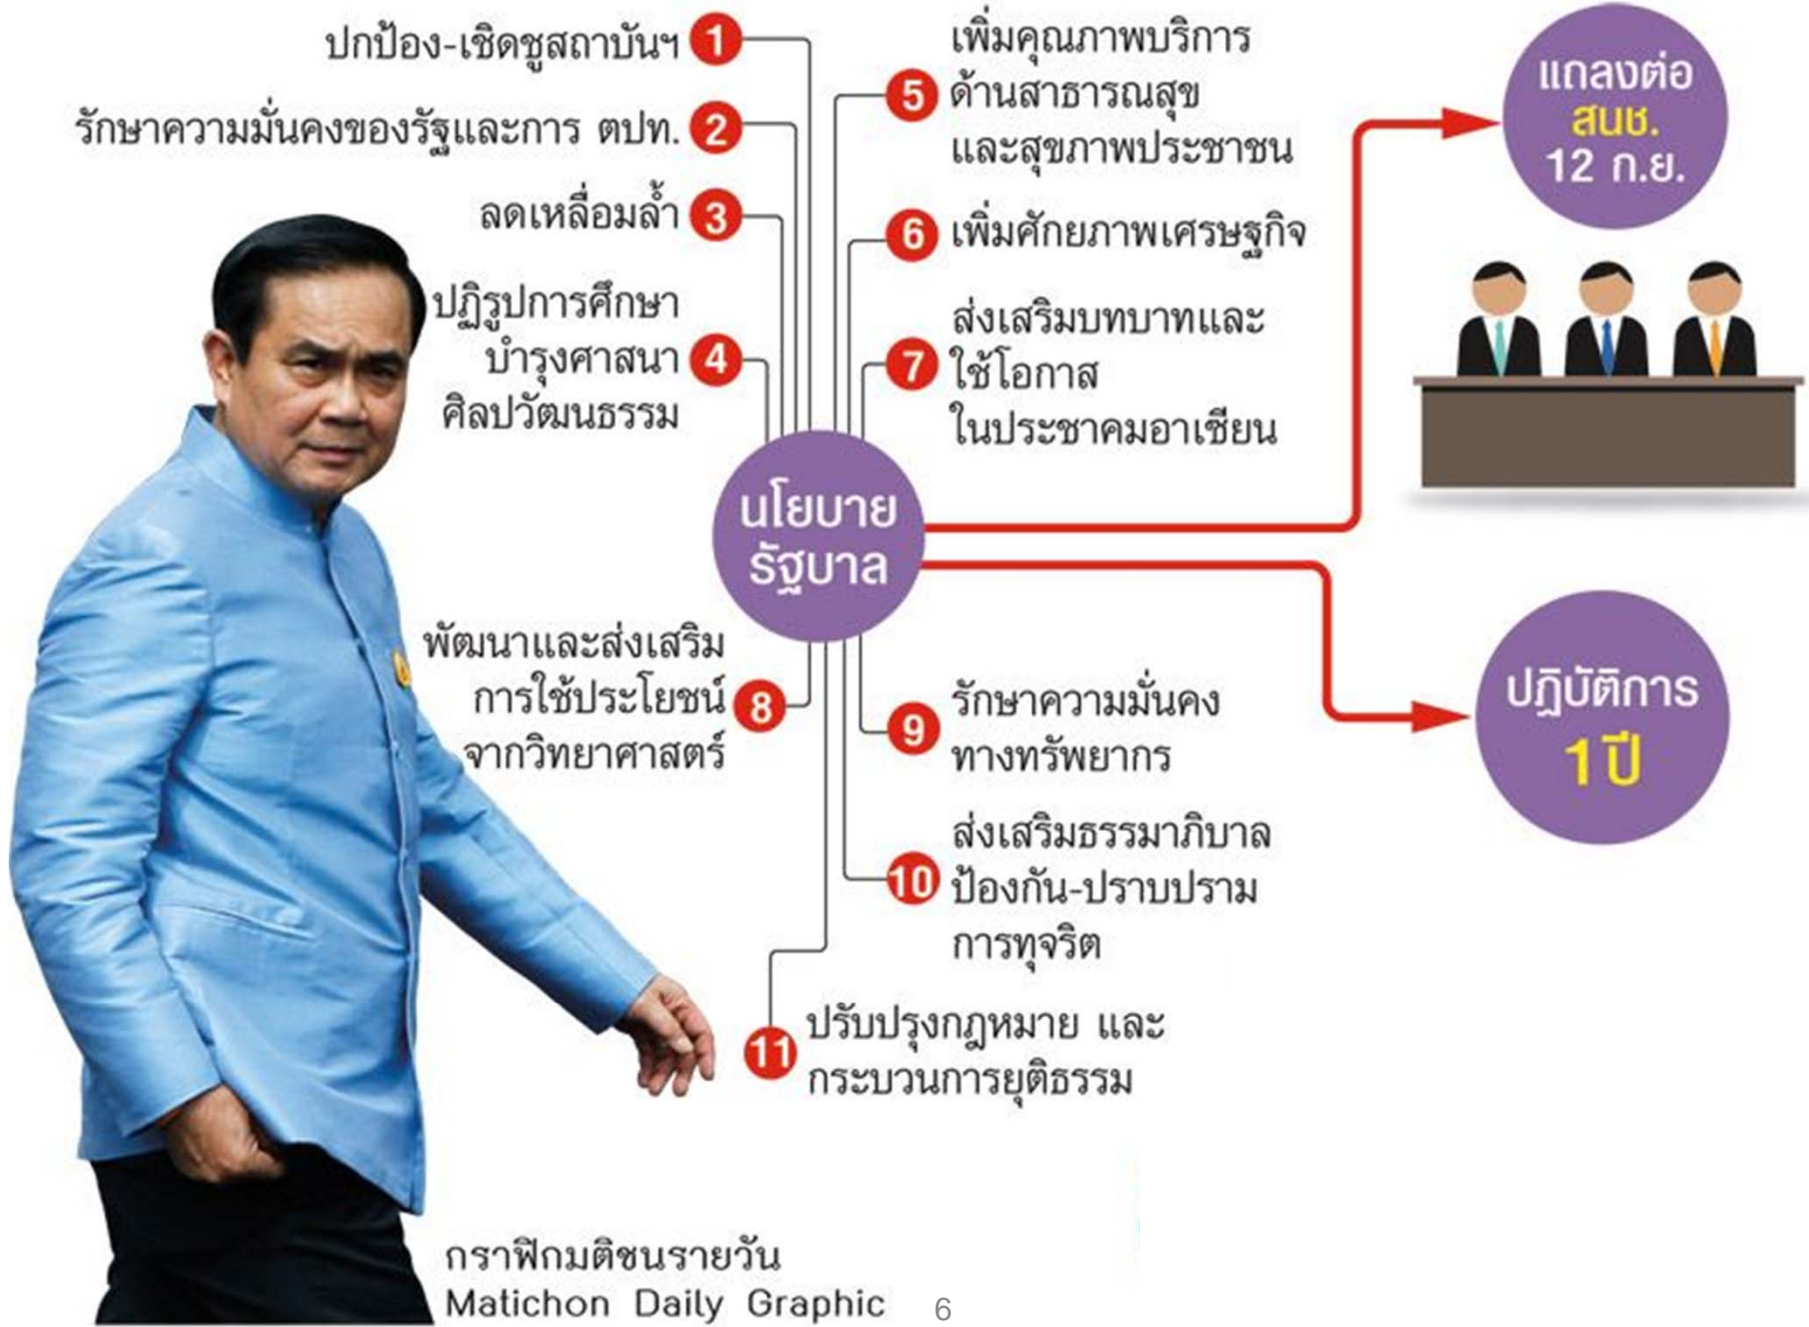 ปกป้อง-เชิดชูสถาบันฯ 1
รักษาความมั่นคงของรัฐและการ ตปท. 2
ลดเหลื่อมล้ำ 3
ปฏิรูปการศึกษา
บำรุงศาสนา 4
ศิลปวัฒนธรรม
เพิ่มคุณภาพบริการ
5 ด้านสาธารณสุข
และสุขภาพประชาชน
6 เพิ่มศักยภาพเศรษฐกิจ
ส่งเสริมบทบาทและ
7 ใช้โอกาส
ในประชาคมอาเซียน
นโยบาย
รัฐบาล
แถลงต่อ
สนช.
12 ก.ย.
ปฏิบัติการ
1 ปี
พัฒนาและส่งเสริม
การใช้ประโยชน์ 8
จากวิทยาศาสตร์
9 รักษาความมั่นคง
ทางทรัพยากร
ส่งเสริมธรรมาภิบาล
10 ป้องกัน-ปราบปราม
การทุจริต
11 ปรับปรุงกฎหมาย และ
กระบวนการยุติธรรม
กราฟิกมติชนรายวัน
Matichon Daily Graphic
6